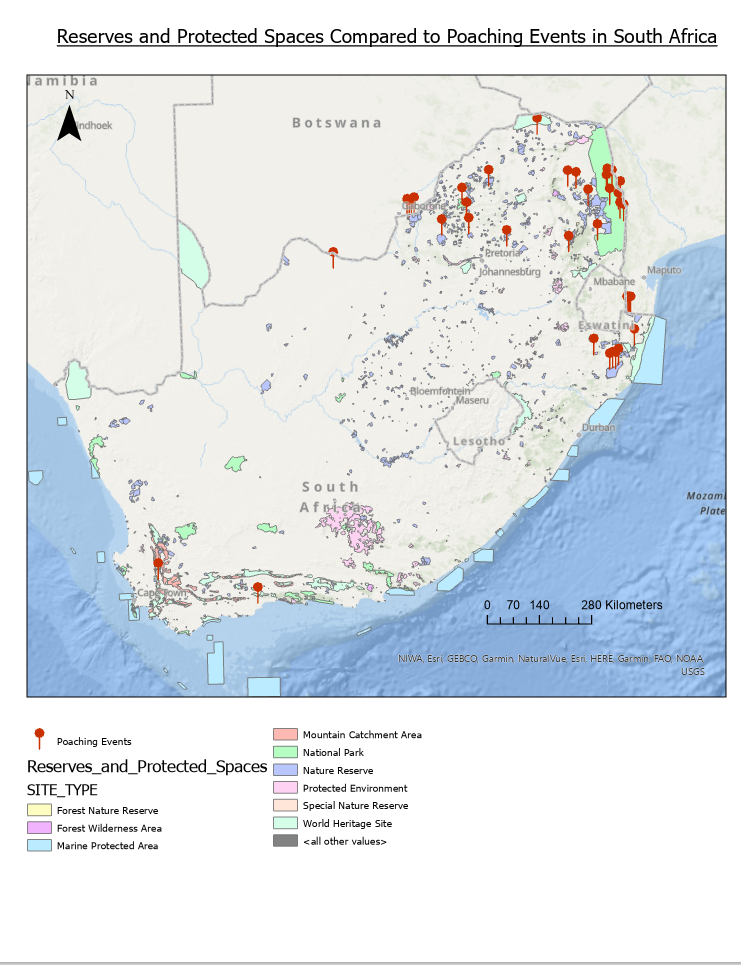 Reserves and Protected Spaces Compared to Poaching Events in South Africa
Namibia
N
Windhoek
Botswana
Gaborone
Pretoria
Johannesburg
Maputo
Mbabane
Eswatini
Bloemfontein
Maseru
Lesotho
Durban
South
Africa
Mozam
Plate
Cape Town
0 70 140 280 Kilometers
NIWA, Esri, GEBCO, Garmin, NaturalVue, Esri, HERE, Garmin, FAO, NOAA,
USGS
Poaching Events
Reserves_and_Protected_Spaces
SITE_TYPE
Forest Nature Reserve
Forest Wilderness Area
Marine Protected Area
Mountain Catchment Area
National Park
Nature Reserve
Protected Environment
Special Nature Reserve
World Heritage Site
<all other values>